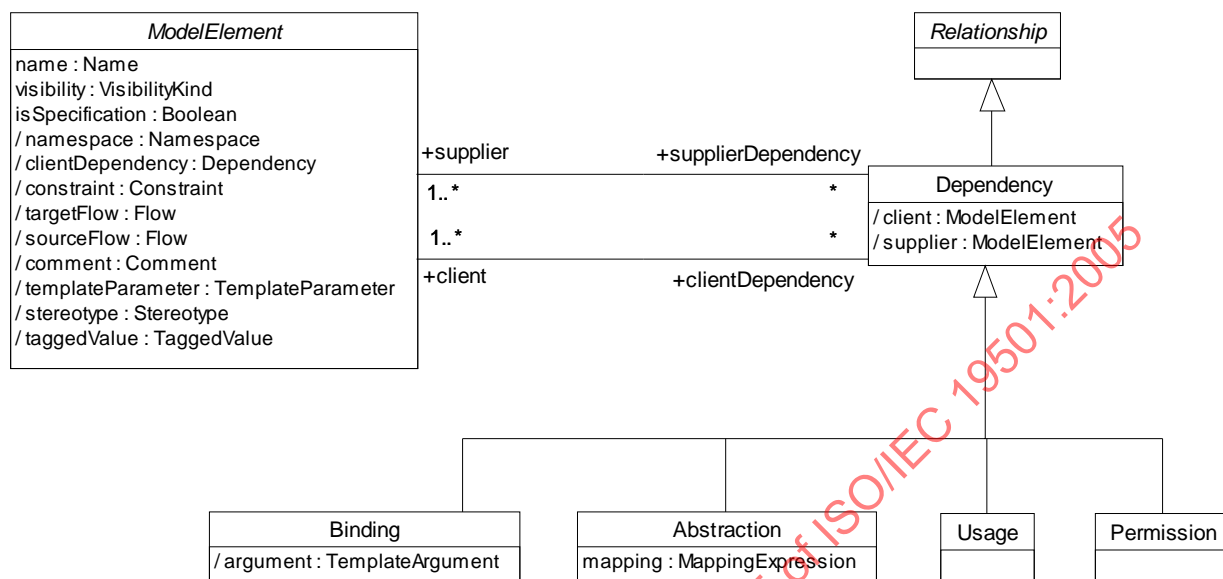 ModelElement
name : Name
visibility : VisibilityKind
isSpecification : Boolean
/ namespace : Namespace
/ clientDependency : Dependency
/ constraint : Constraint
/ targetFlow : Flow
/ sourceFlow : Flow
/ comment : Comment
/ templateParameter : TemplateParameter
/ stereotype : Stereotype
/ taggedValue : TaggedValue
Relationship
+supplier
+supplierDependency
1..*
*
1..*
*
+client
+clientDependency
Dependency
/ client : ModelElement
/ supplier : ModelElement
of ISO/IEC 19501:2005
Binding
/ argument : TemplateArgument
Abstraction
mapping : MappingExpression
Usage
Permission